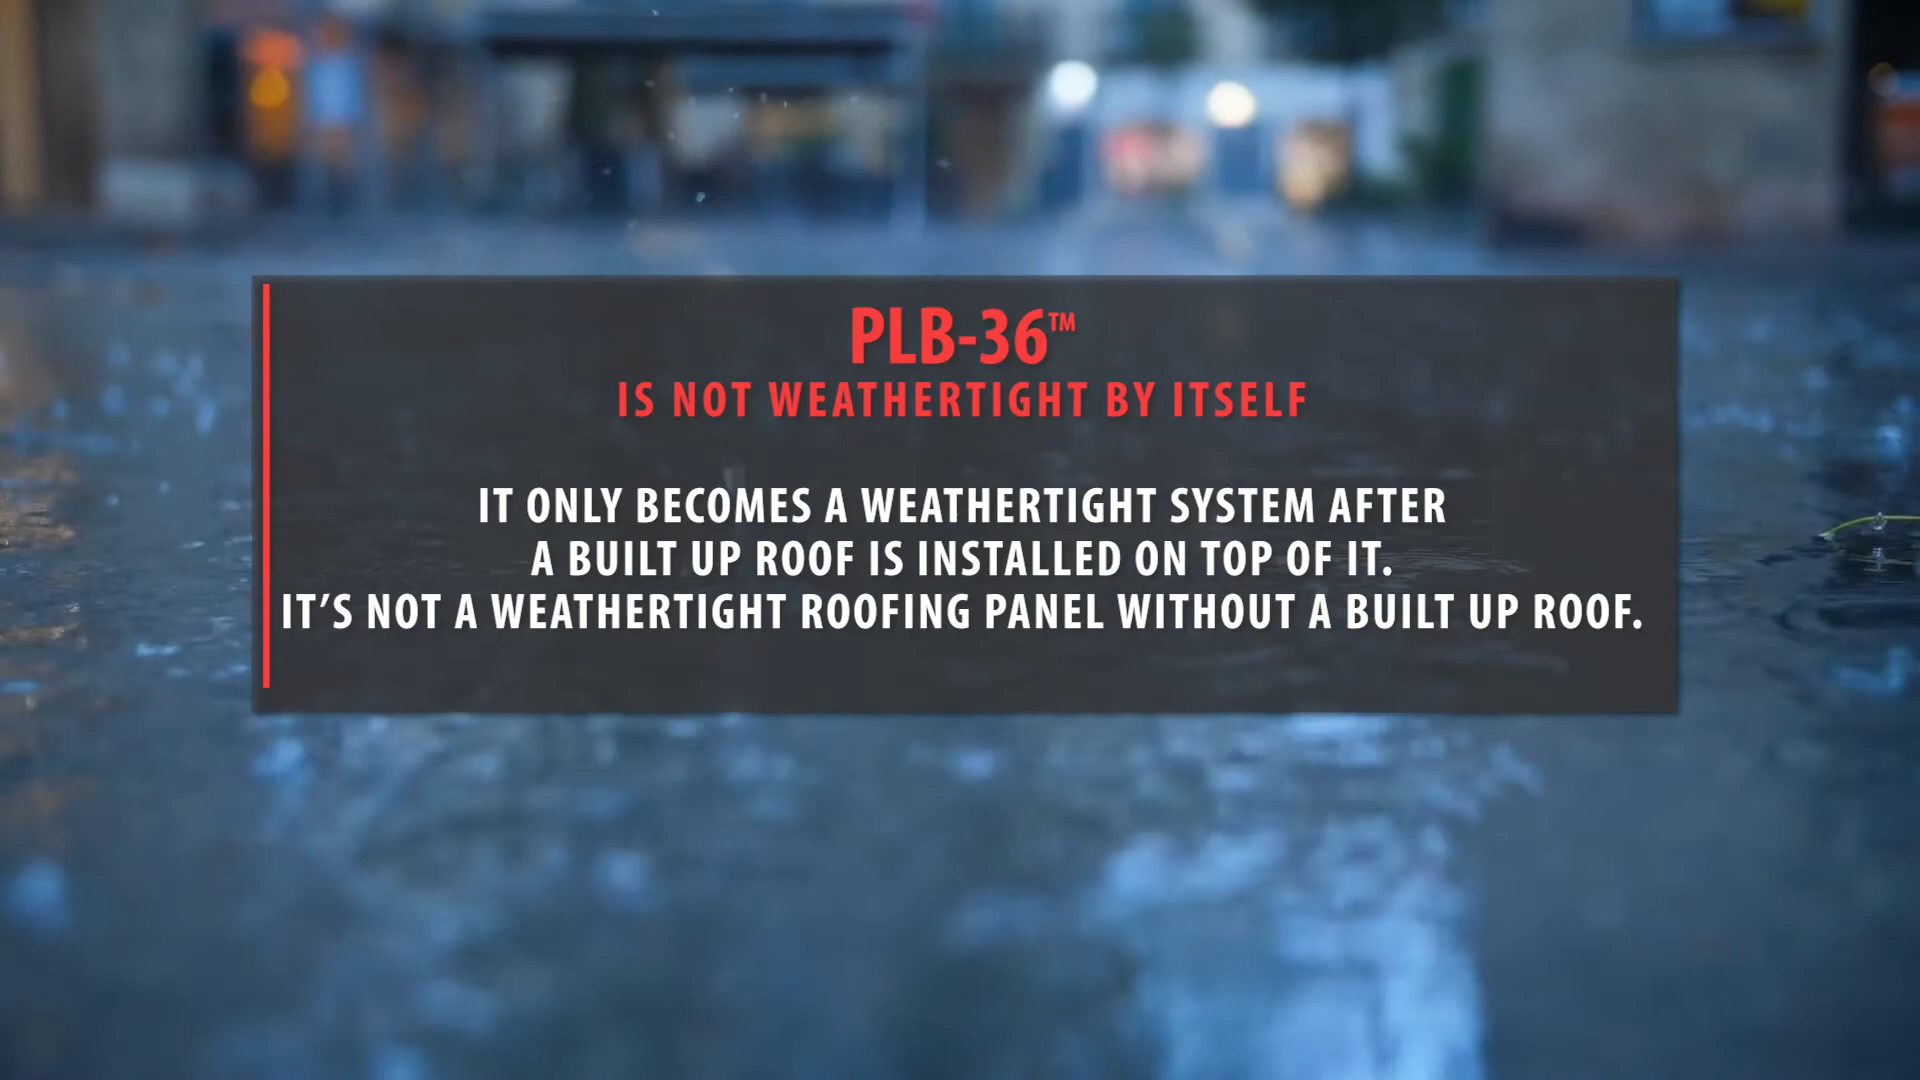 PLB-36™
IS NOT WEATHERTIGHT BY ITSELF
IT ONLY BECOMES A WEATHERTIGHT SYSTEM AFTER
A BUILT UP ROOF IS INSTALLED ON TOP OF IT.
IT’S NOT A WEATHERTIGHT ROOFING PANEL WITHOUT A BUILT UP ROOF.